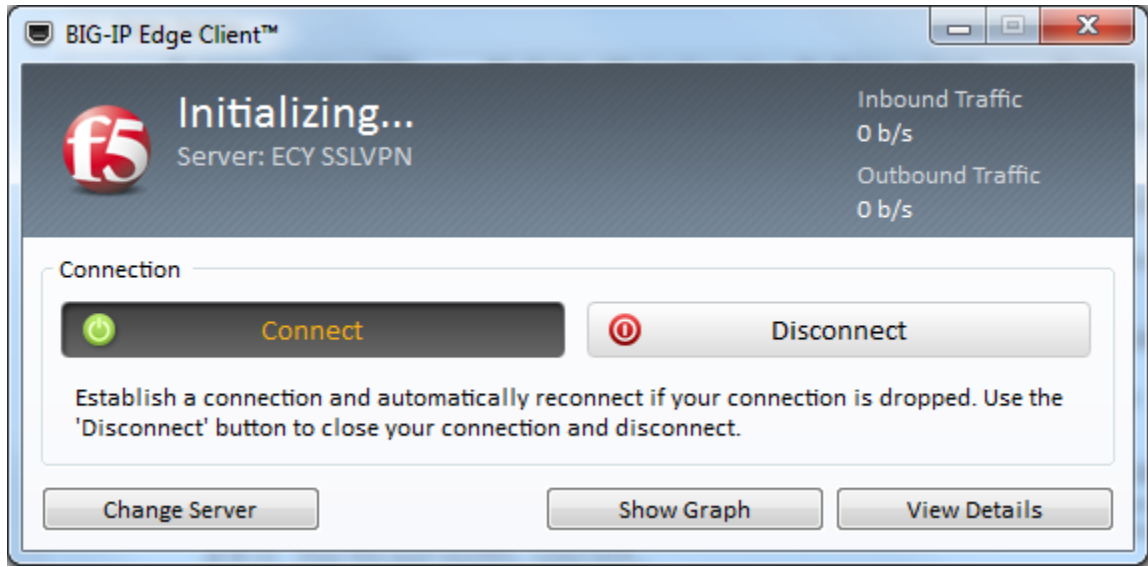 BIG-IP Edge Client™
f5
Initializing...
Server: ECY SSLVPN
Inbound Traffic
0 b/s
Outbound Traffic
0 b/s
Connection
Connect
Disconnect
Establish a connection and automatically reconnect if your connection is dropped. Use the
'Disconnect' button to close your connection and disconnect.
Change Server
Show Graph
View Details